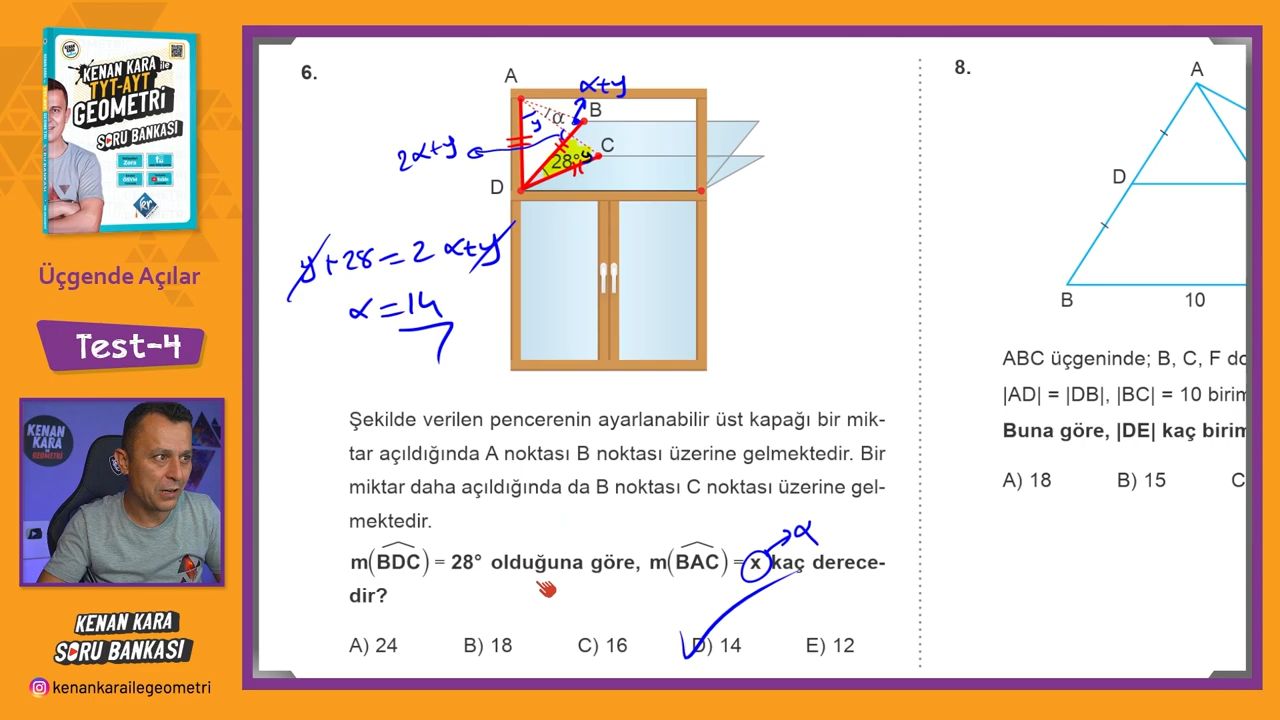 KENAN KARA ile
TYT-AYT
GEOMETRİ
SORU BANKASI
Üçgende Açılar
Test-4
KENAN
KARA
GEOMETRİ
KENAN KARA
SORU BANKASI
kenankarailegeometri
6.
A
α+y
B
α
y
C
2α+y
28°
y
D
y+28=2α+y
α=14
Şekilde verilen pencerenin ayarlanabilir üst kapağı bir mik-
tar açıldığında A noktası B noktası üzerine gelmektedir. Bir
miktar daha açıldığında da B noktası C noktası üzerine gel-
mektedir.
α
m(BDC) = 28° olduğuna göre, m(BAC) = x kaç derece-
dir?
A) 24 B) 18 C) 16 D) 14 E) 12
8.
A
D
B
10
ABC üçgeninde; B, C, F do
|AD| = |DB|, |BC| = 10 birim
Buna göre, |DE| kaç birim
A) 18 B) 15 C